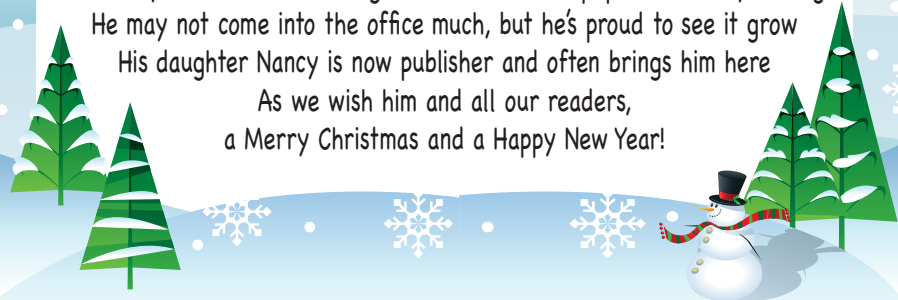 He may not come into the office much, but he's proud to see it grow
His daughter Nancy is now publisher and often brings him here
As we wish him and all our readers,
a Merry Christmas and a Happy New Year!